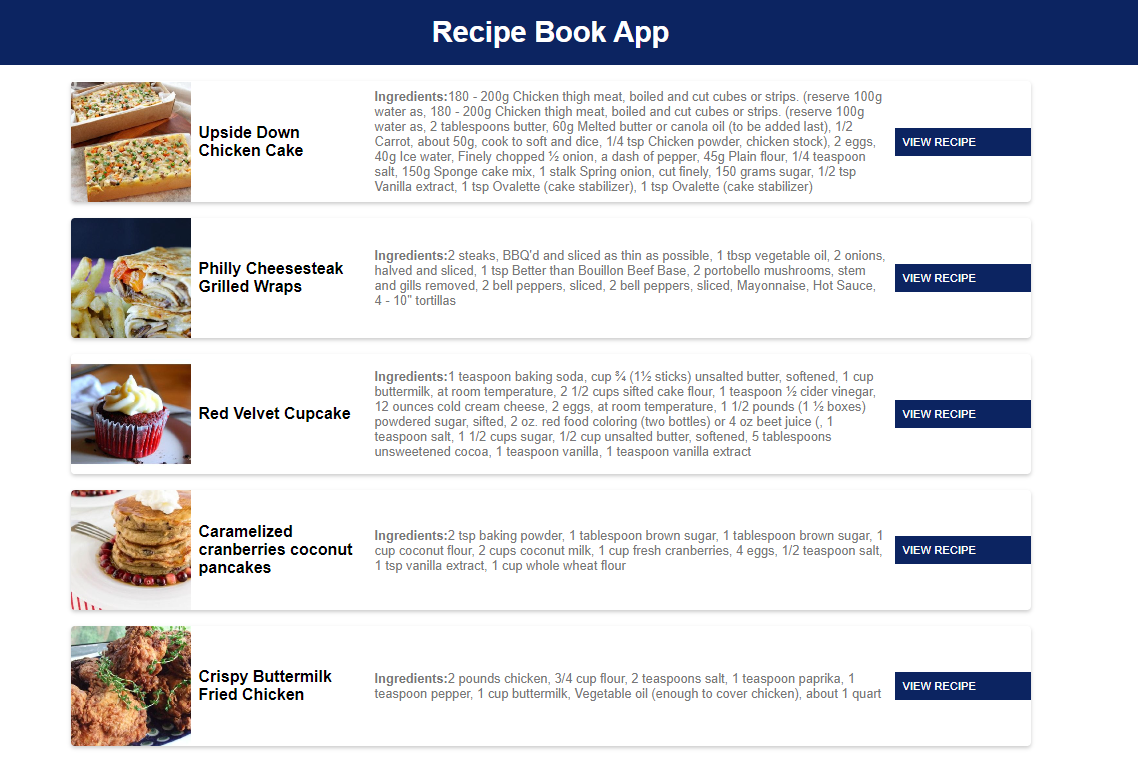 Recipe Book App
Upside Down
Chicken Cake
Ingredients:180 - 200g Chicken thigh meat, boiled and cut cubes or strips. (reserve 100g
water as, 180 - 200g Chicken thigh meat, boiled and cut cubes or strips. (reserve 100g
water as, 2 tablespoons butter, 60g Melted butter or canola oil (to be added last), 1/2
Carrot, about 50g, cook to soft and dice, 1/4 tsp Chicken powder, chicken stock), 2 eggs,
40g Ice water, Finely chopped ½ onion, a dash of pepper, 45g Plain flour, 1/4 teaspoon
salt, 150g Sponge cake mix, 1 stalk Spring onion, cut finely, 150 grams sugar, 1/2 tsp
Vanilla extract, 1 tsp Ovalette (cake stabilizer), 1 tsp Ovalette (cake stabilizer)
VIEW RECIPE
Philly Cheesesteak
Grilled Wraps
Ingredients:2 steaks, BBQ'd and sliced as thin as possible, 1 tbsp vegetable oil, 2 onions,
halved and sliced, 1 tsp Better than Bouillon Beef Base, 2 portobello mushrooms, stem
and gills removed, 2 bell peppers, sliced, 2 bell peppers, sliced, Mayonnaise, Hot Sauce,
4 - 10" tortillas
VIEW RECIPE
Red Velvet Cupcake
Ingredients:1 teaspoon baking soda, cup ¾ (1½ sticks) unsalted butter, softened, 1 cup
buttermilk, at room temperature, 2 1/2 cups sifted cake flour, 1 teaspoon ½ cider vinegar,
12 ounces cold cream cheese, 2 eggs, at room temperature, 1 1/2 pounds (1 ½ boxes)
powdered sugar, sifted, 2 oz. red food coloring (two bottles) or 4 oz beet juice (, 1
teaspoon salt, 1 1/2 cups sugar, 1/2 cup unsalted butter, softened, 5 tablespoons
unsweetened cocoa, 1 teaspoon vanilla, 1 teaspoon vanilla extract
VIEW RECIPE
Caramelized
cranberries coconut
pancakes
Ingredients:2 tsp baking powder, 1 tablespoon brown sugar, 1 tablespoon brown sugar, 1
cup coconut flour, 2 cups coconut milk, 1 cup fresh cranberries, 4 eggs, 1/2 teaspoon salt,
1 tsp vanilla extract, 1 cup whole wheat flour
VIEW RECIPE
Crispy Buttermilk
Fried Chicken
Ingredients:2 pounds chicken, 3/4 cup flour, 2 teaspoons salt, 1 teaspoon paprika, 1
teaspoon pepper, 1 cup buttermilk, Vegetable oil (enough to cover chicken), about 1 quart
VIEW RECIPE